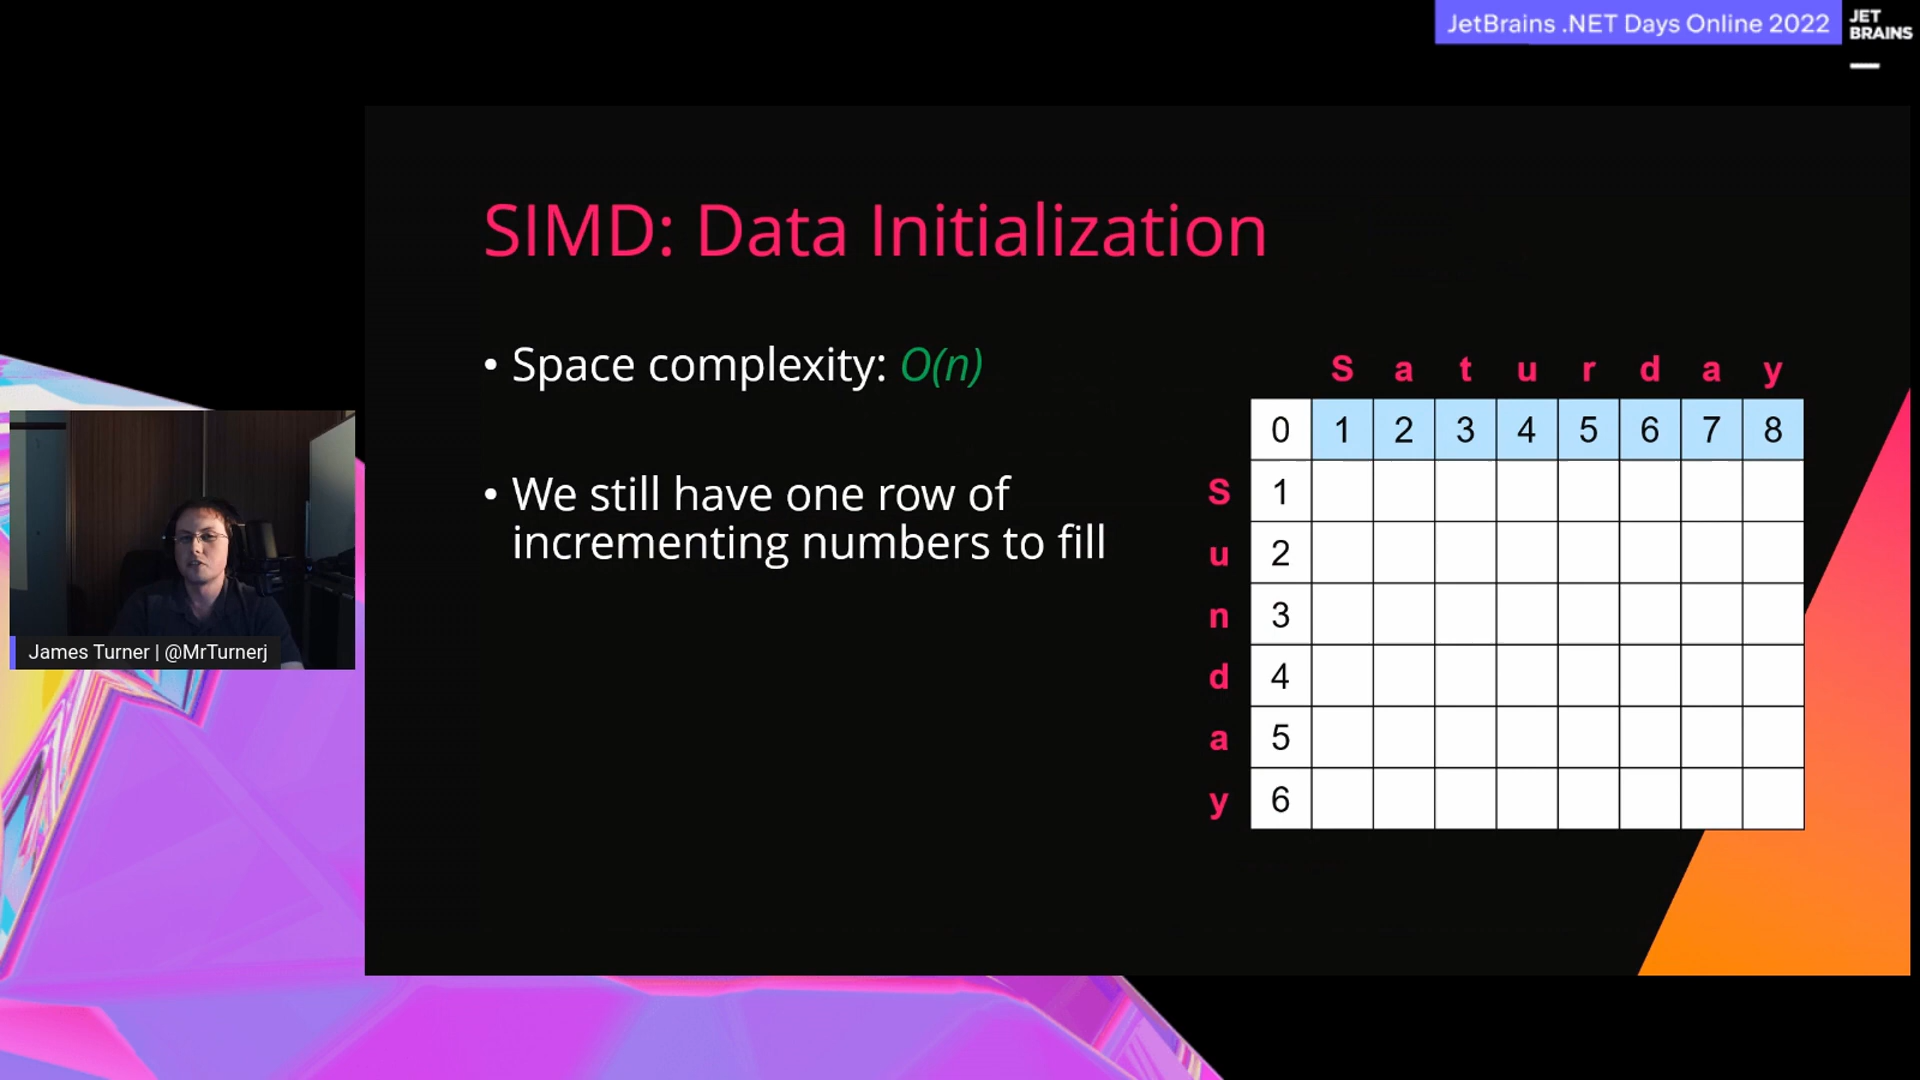 JetBrains .NET Days Online 2022
JET
BRAINS
SIMD: Data Initialization
• Space complexity: O(n)
• We still have one row of
incrementing numbers to fill
S a t u r d a y
0 1 2 3 4 5 6 7 8
S 1
u 2
n 3
d 4
a 5
y 6
James Turner | @MrTurnerj